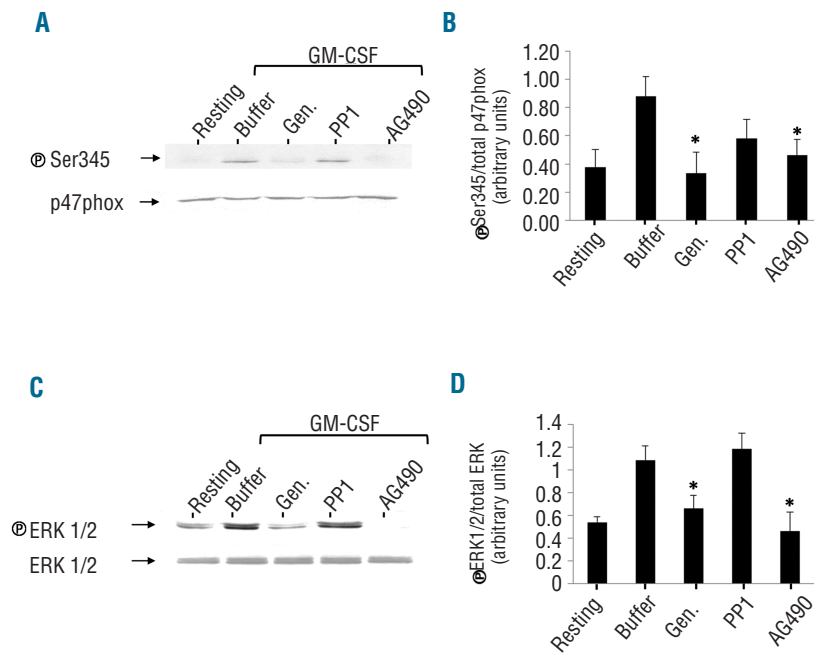 A
GM-CSF
Resting
Buffer
Gen.
PP1
AG490
Ⓟ Ser345
p47phox
B
1.20
1.00
0.80
0.60
0.40
0.20
0.00
ⓅSer345/total p47phox
(arbitrary units)
*
*
Resting
Buffer
Gen.
PP1
AG490
C
GM-CSF
Resting
Buffer
Gen.
PP1
AG490
Ⓟ ERK 1/2
ERK 1/2
D
1.4
1.2
1
0.8
0.6
0.4
0.2
0
ⓅERK1/2/total ERK
(arbitrary units)
*
*
Resting
Buffer
Gen.
PP1
AG490